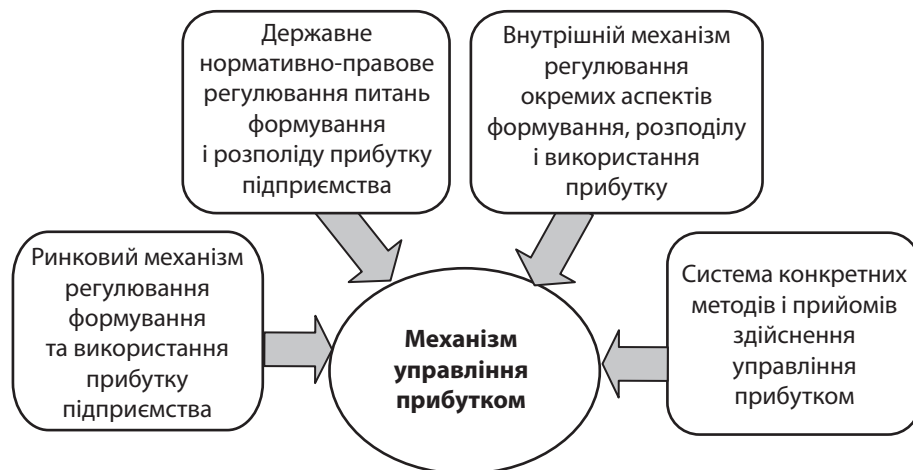 Державне
нормативно-правове
регулювання питань
формування
і розполіду прибутку
підприємства
Внутрішній механізм
регулювання
окремих аспектів
формування, розподілу
і використання
прибутку
Ринковий механізм
регулювання
формування
та використання
прибутку
підприємства
Механізм
управління
прибутком
Система конкретних
методів і прийомів
здійснення
управління
прибутком